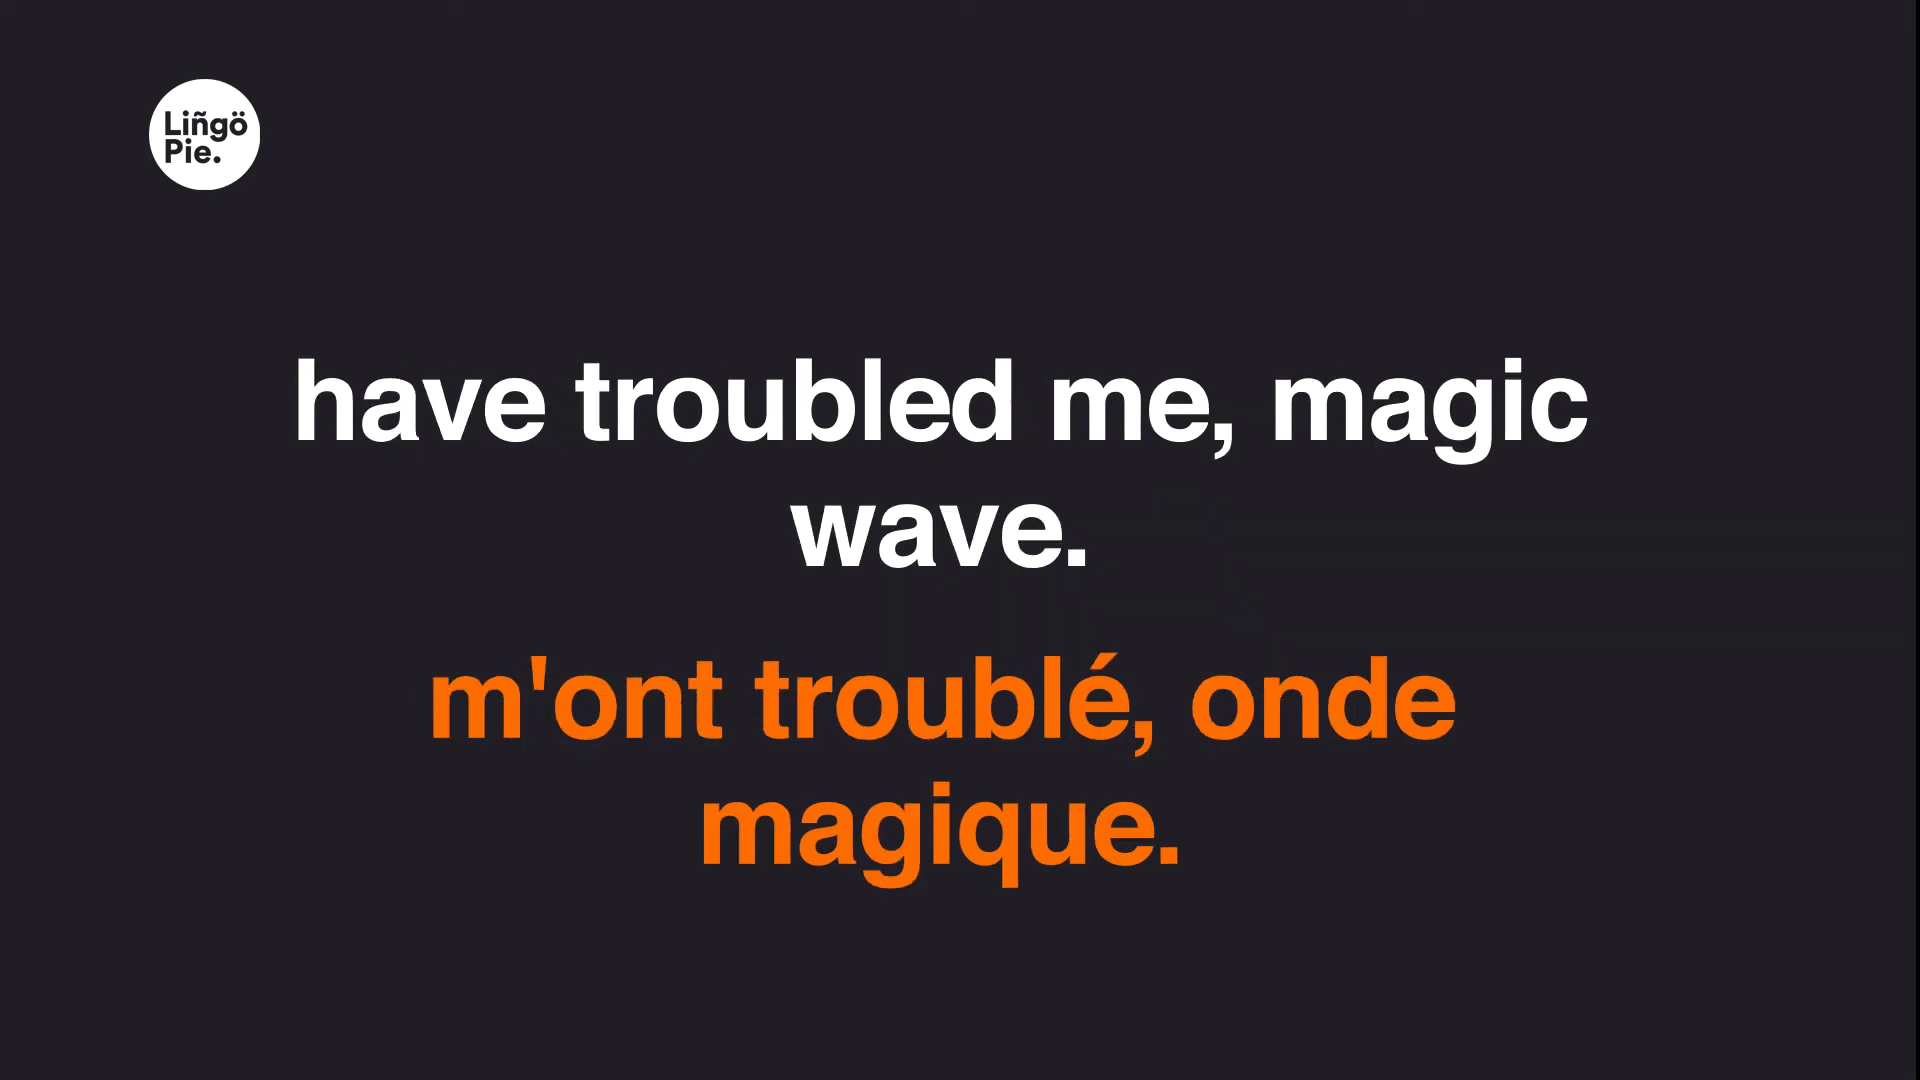 Liñgö
Pie.
have troubled me, magic
wave.
m'ont troublé, onde
magique.